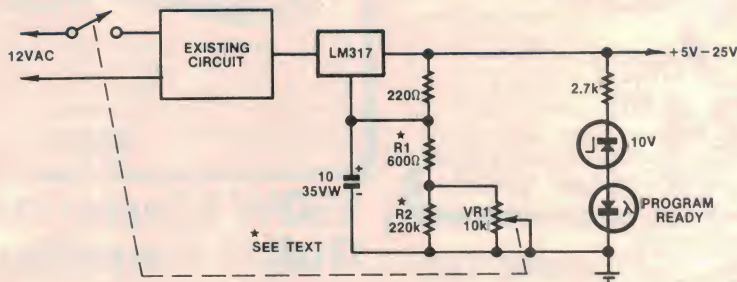 12VAC
EXISTING
CIRCUIT
LM317
+5V-25V
220Ω
2.7k
★
R1
600Ω
10V
10
35VW
+
-
★
R2
220k
VR1
10k
PROGRAM
READY
λ
★
SEE TEXT